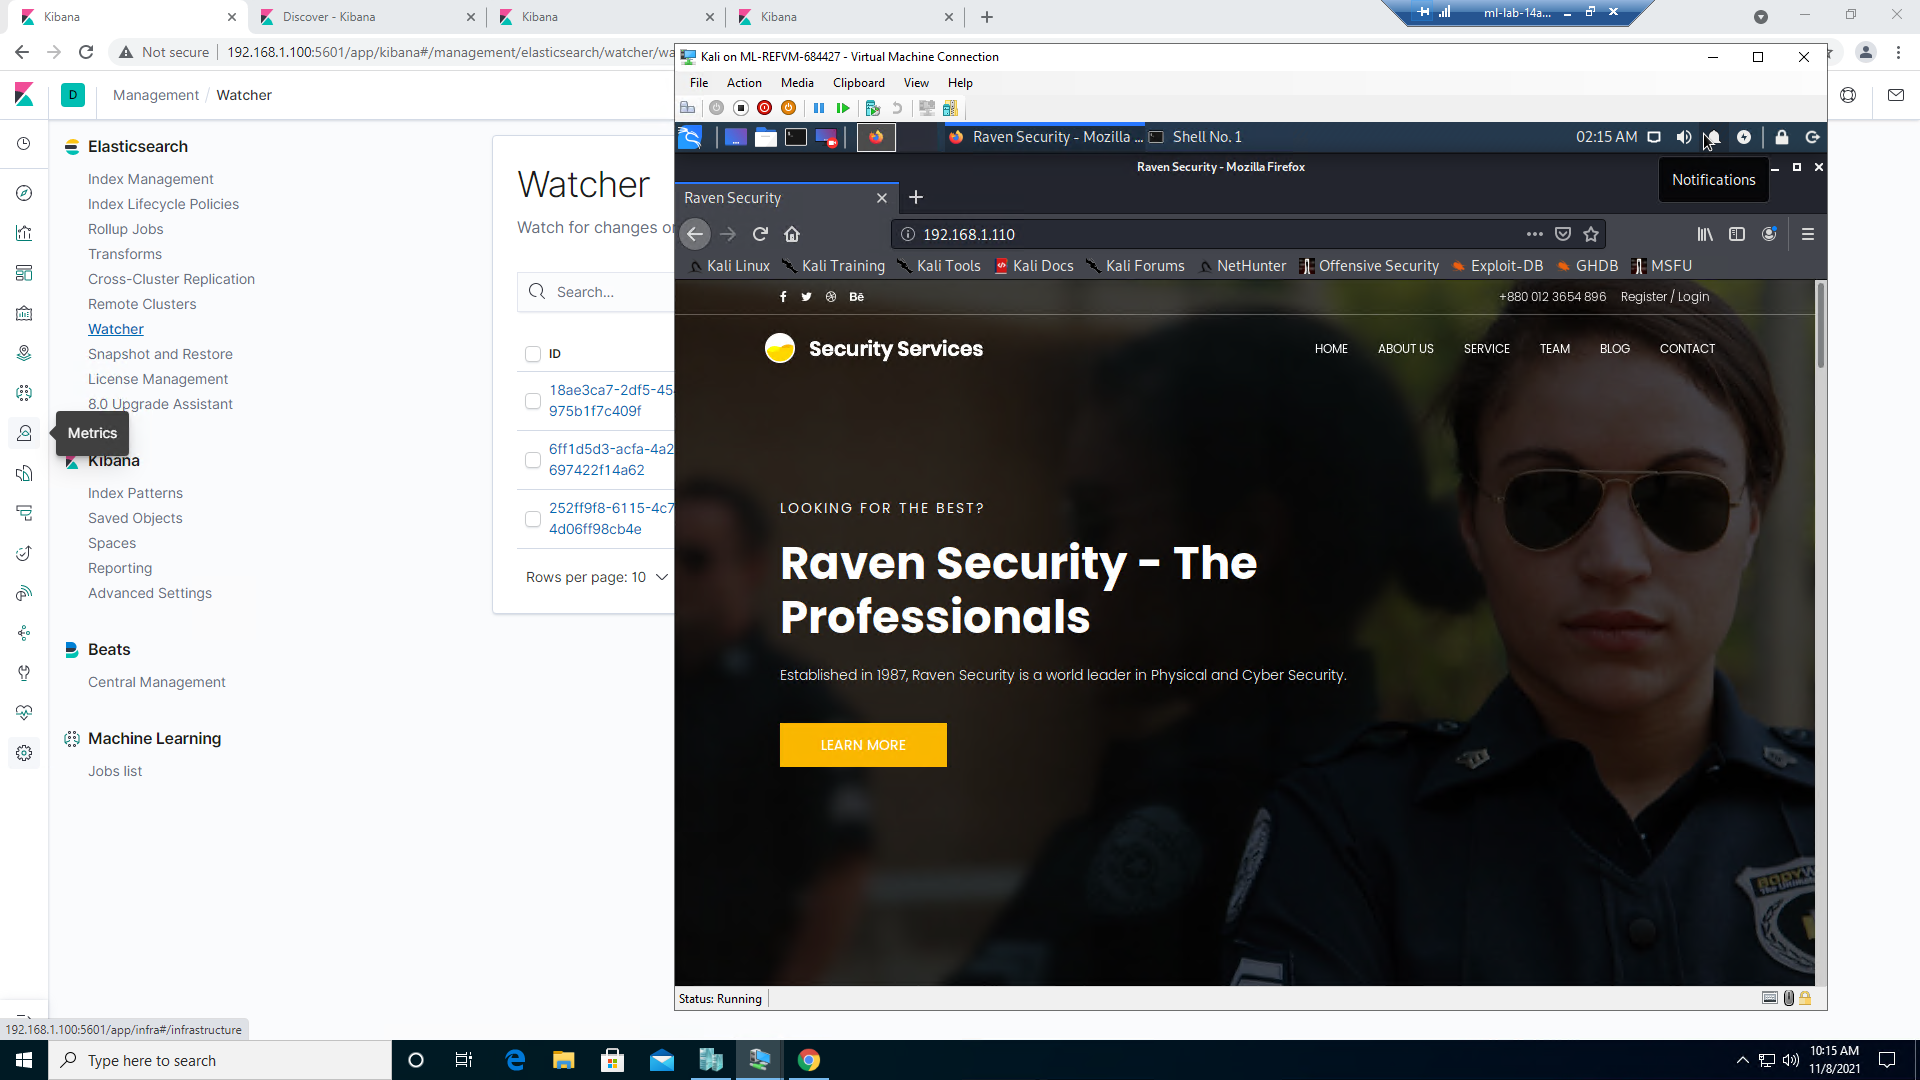 Kibana
Discover - Kibana
Kibana
Kibana
ml-lab-14a...
Not secure
192.168.1.100:5601/app/kibana#/management/elasticsearch/watcher/wa
D
Management / Watcher
Elasticsearch
Index Management
Index Lifecycle Policies
Rollup Jobs
Transforms
Cross-Cluster Replication
Remote Clusters
Watcher
Snapshot and Restore
License Management
8.0 Upgrade Assistant
Metrics
Kibana
Index Patterns
Saved Objects
Spaces
Reporting
Advanced Settings
Beats
Central Management
Machine Learning
Jobs list
Watcher
Watch for changes o
Search...
ID
18ae3ca7-2df5-45
975b1f7c409f
6ff1d5d3-acfa-4a2
697422f14a62
252ff9f8-6115-4c7
4d06ff98cb4e
Rows per page: 10
Kali on ML-REFVM-684427 - Virtual Machine Connection
File Action Media Clipboard View Help
Raven Security - Mozilla ...
Shell No. 1
02:15 AM
Raven Security - Mozilla Firefox
Notifications
Raven Security
192.168.1.110
Kali Linux Kali Training Kali Tools Kali Docs Kali Forums NetHunter Offensive Security Exploit-DB GHDB MSFU
Bē
+880 012 3654 896 Register / Login
Security Services
HOME ABOUT US SERVICE TEAM BLOG CONTACT
LOOKING FOR THE BEST?
Raven Security - The
Professionals
Established in 1987, Raven Security is a world leader in Physical and Cyber Security.
LEARN MORE
Status: Running
192.168.1.100:5601/app/infra#/infrastructure
Type here to search
10:15 AM
11/8/2021